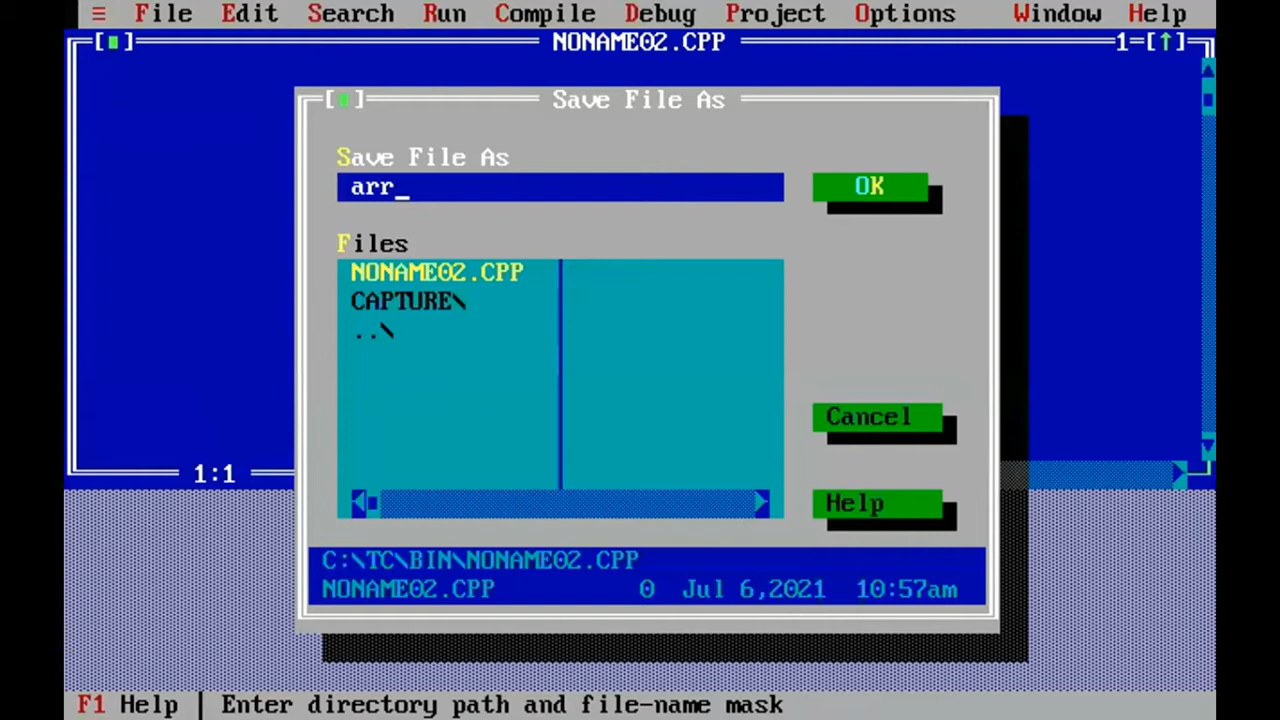 ≡ File Edit Search Run Compile Debug Project Options Window Help
[■] NONAME02.CPP 1=[↑]
[■] Save File As
Save File As
arr_
OK
Files
NONAME02.CPP
CAPTURE\
..\
Cancel
1:1
Help
C:\TC\BIN\NONAME02.CPP
NONAME02.CPP 0 Jul 6,2021 10:57am
F1 Help | Enter directory path and file-name mask